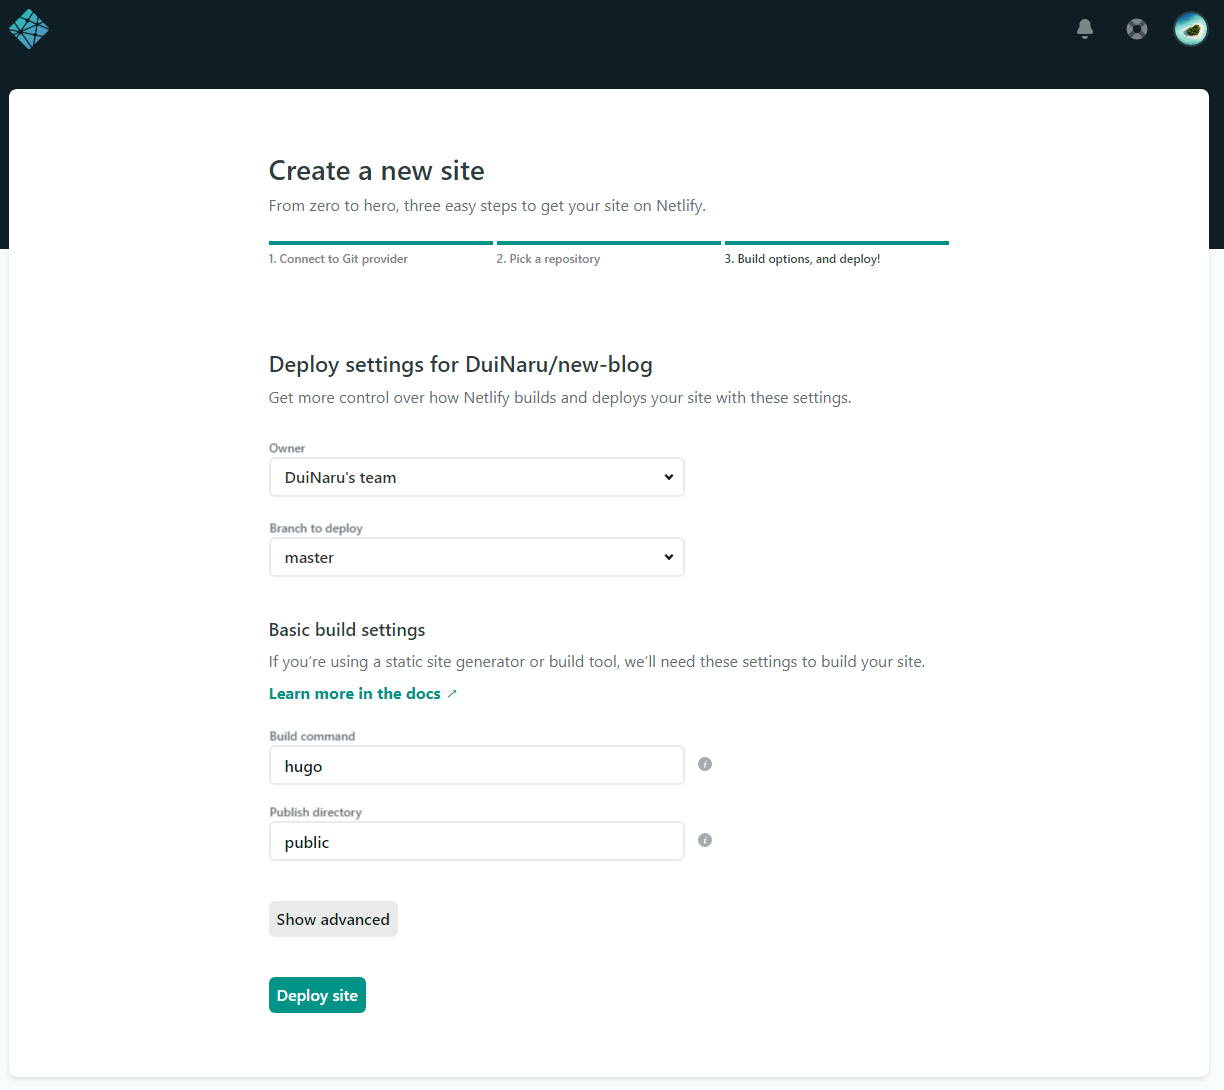 Create a new site
From zero to hero, three easy steps to get your site on Netlify.
1. Connect to Git provider
2. Pick a repository
3. Build options, and deploy!
Deploy settings for DuiNaru/new-blog
Get more control over how Netlify builds and deploys your site with these settings.
Owner
DuiNaru's team
Branch to deploy
master
Basic build settings
If you’re using a static site generator or build tool, we’ll need these settings to build your site.
Learn more in the docs ↗
Build command
hugo
i
Publish directory
public
i
Show advanced
Deploy site